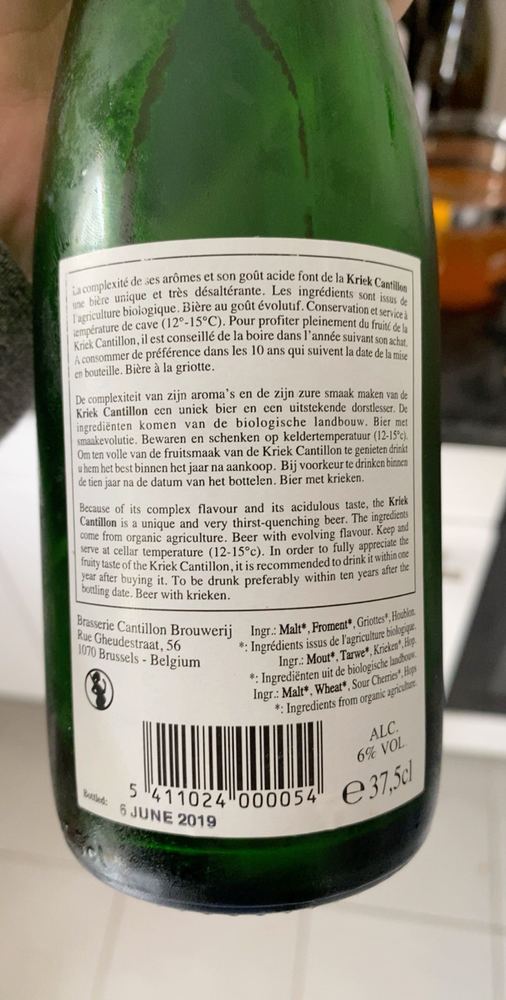 La complexité de ses arômes et son goût acide font de la Kriek Cantillon
une bière unique et très désaltérante. Les ingrédients sont issus de
l'agriculture biologique. Bière au goût évolutif. Conservation et service à
température de cave (12°-15°C). Pour profiter pleinement du fruité de la
Kriek Cantillon, il est conseillé de la boire dans l'année suivant son achat.
A consommer de préférence dans les 10 ans qui suivent la date de la mise
en bouteille. Bière à la griotte.
De complexiteit van zijn aroma's en de zijn zure smaak maken van de
Kriek Cantillon een uniek bier en een uitstekende dorstlesser. De
ingrediënten komen van de biologische landbouw. Bier met
smaakevolutie. Bewaren en schenken op keldertemperatuur (12-15°c).
Om ten volle van de fruitsmaak van de Kriek Cantillon te genieten drinkt
u hem het best binnen het jaar na aankoop. Bij voorkeur te drinken binnen
de tien jaar na de datum van het bottelen. Bier met krieken.
Because of its complex flavour and its acidulous taste, the Kriek
Cantillon is a unique and very thirst-quenching beer. The ingredients
come from organic agriculture. Beer with evolving flavour. Keep and
serve at cellar temperature (12-15°c). In order to fully appreciate the
fruity taste of the Kriek Cantillon, it is recommended to drink it within one
year after buying it. To be drunk preferably within ten years after the
bottling date. Beer with krieken.
Brasserie Cantillon Brouwerij
Rue Gheudestraat, 56
1070 Brussels - Belgium
Ingr.: Malt*, Froment*, Griottes*, Houblon.
*: Ingrédients issus de l'agriculture biologique.
Ingr.: Mout*, Tarwe*, Krieken*, Hop.
*: Ingrediënten uit de biologische landbouw.
Ingr.: Malt*, Wheat*, Sour Cherries*, Hops
*: Ingredients from organic agriculture.
5 411024 000054
ALC.
6% VOL.
e 37,5cl
Bottled:
6 JUNE 2019